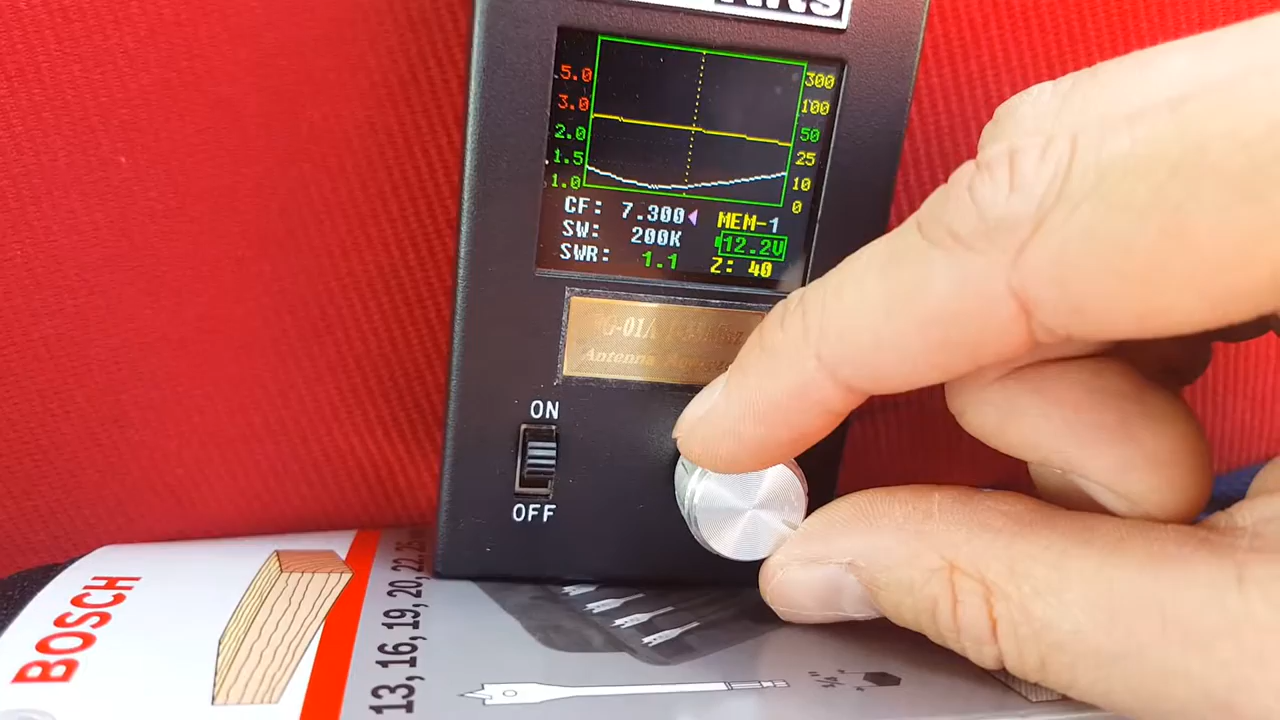 5.0
3.0
2.0
1.5
1.0
300
100
50
25
10
0
CF: 7.300
SW: 200K
SWR: 1.1
MEM-1
12.2V
Z: 40
Antenna
ON
OFF
BOSCH
13, 16, 19, 20, 22,